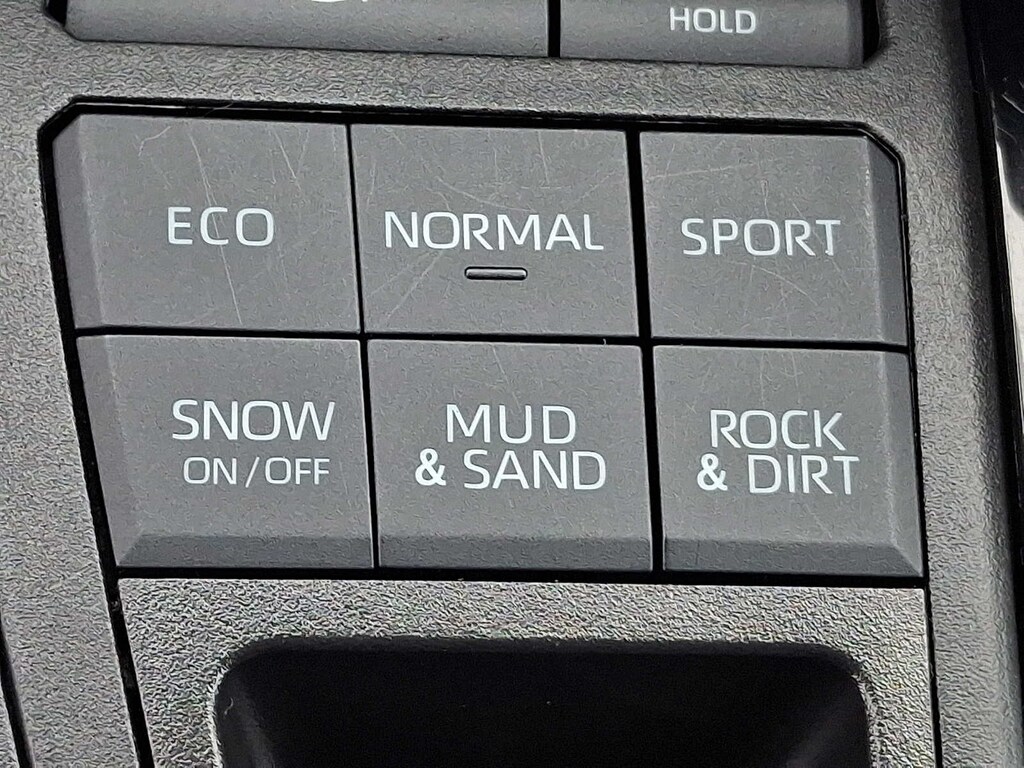 HOLD
ECO
NORMAL
SPORT
SNOW
ON/OFF
MUD
& SAND
ROCK
& DIRT